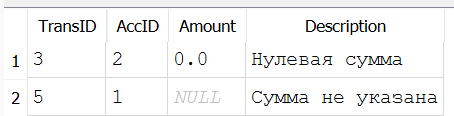 TransID AccID Amount Description
1 3 2 0.0 Нулевая сумма
2 5 1 NULL Сумма не указана